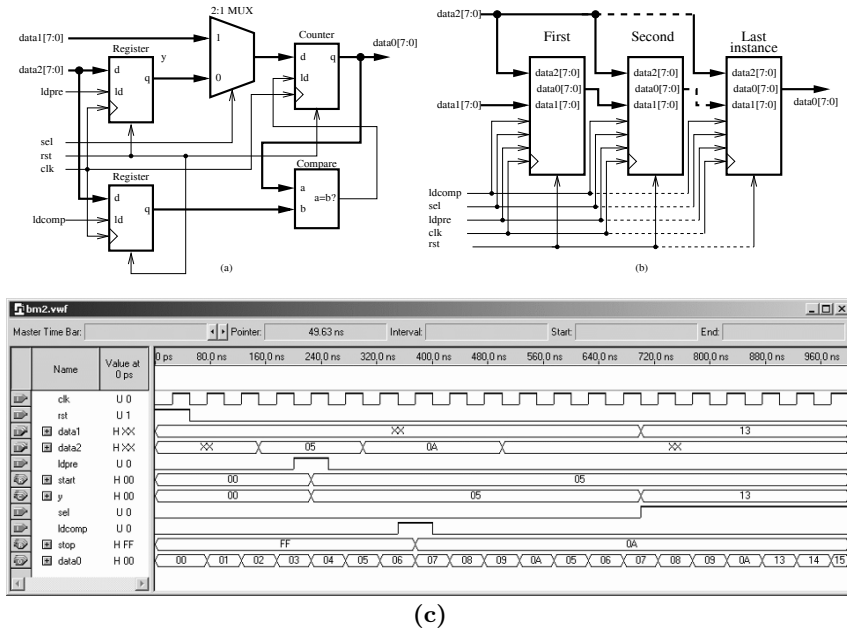 2:1 MUX
data1[7:0]
1
Counter
Register
y
d
q
data0[7:0]
data2[7:0]
d
q
0
ld
ldpre
ld
sel
rst
clk
Register
Compare
d
q
a
a=b?
b
ldcomp
ld
(a)
data2[7:0]
First
Second
Last
instance
data2[7:0]
data2[7:0]
data2[7:0]
data0[7:0]
data0[7:0]
data0[7:0]
data0[7:0]
data1[7:0]
data1[7:0]
data1[7:0]
data1[7:0]
ldcomp
sel
ldpre
clk
rst
(b)
bm2.vwf
Master Time Bar:
Pointer: 49.63 ns
Interval:
Start:
End:
Name
Value at
0 ps
0 ps 80.0 ns 160.0 ns 240.0 ns 320.0 ns 400.0 ns 480.0 ns 560.0 ns 640.0 ns 720.0 ns 800.0 ns 880.0 ns 960.0 ns
clk U 0
rst U 1
data1 H XX XX 13
data2 H XX XX 05 0A XX
ldpre U 0
start H 00 00 05
y H 00 00 05 13
sel U 0
ldcomp U 0
stop H FF FF 0A
data0 H 00 00 01 02 03 04 05 06 07 08 09 0A 05 06 07 08 09 0A 13 14 15
(c)